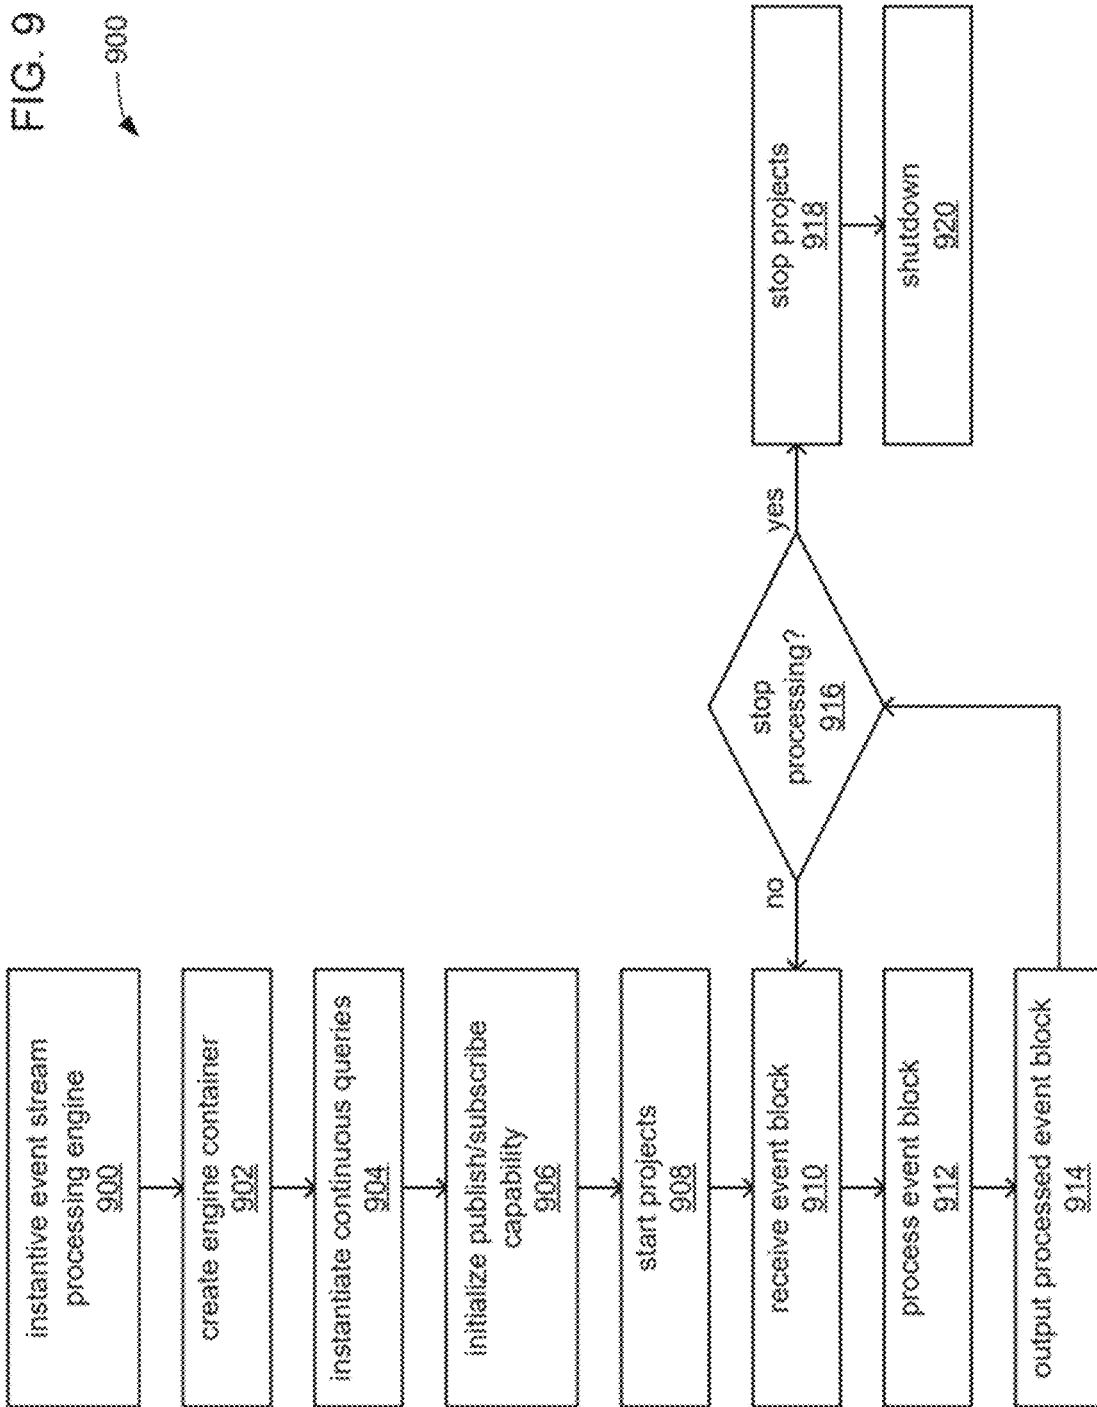 FIG. 9
900
instantive event stream
processing engine
900
create engine container
902
instantiate continuous queries
904
initialize publish/subscribe
capability
906
start projects
908
receive event block
910
process event block
912
output processed event block
914
no
stop
processing?
916
yes
stop projects
918
shutdown
920